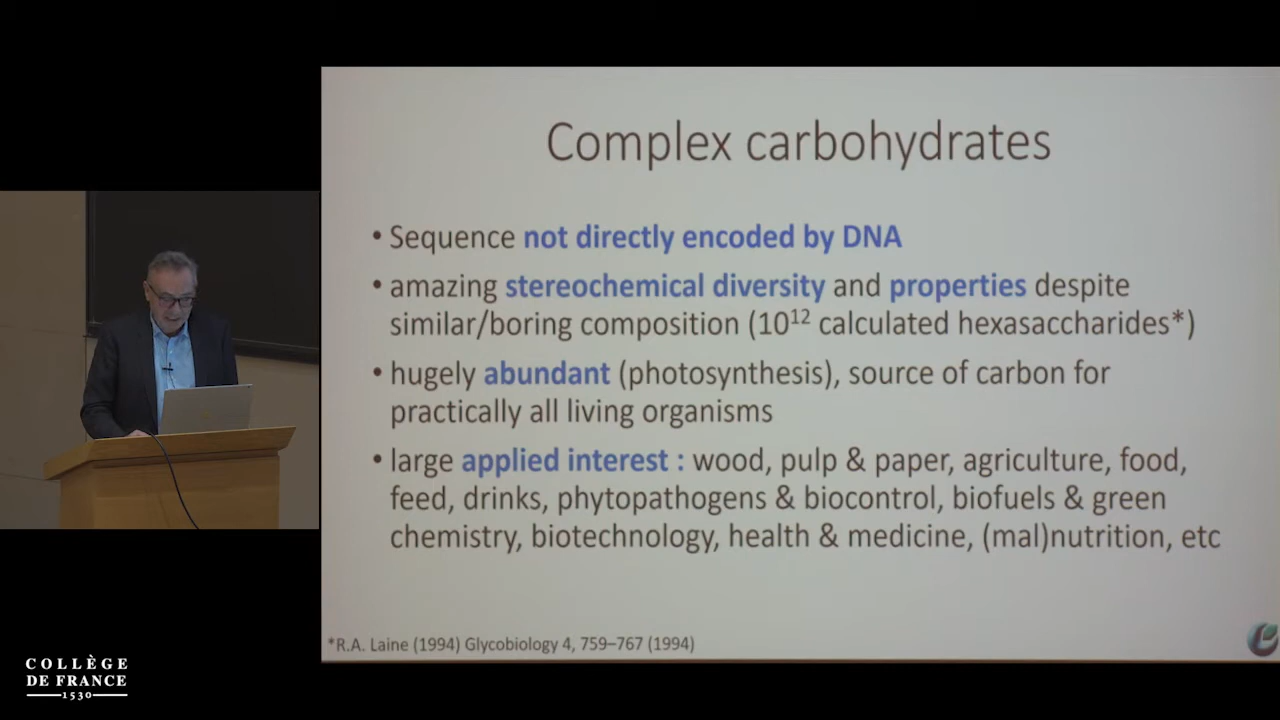 Complex carbohydrates
• Sequence not directly encoded by DNA
• amazing stereochemical diversity and properties despite
similar/boring composition (10¹² calculated hexasaccharides*)
• hugely abundant (photosynthesis), source of carbon for
practically all living organisms
• large applied interest : wood, pulp & paper, agriculture, food,
feed, drinks, phytopathogens & biocontrol, biofuels & green
chemistry, biotechnology, health & medicine, (mal)nutrition, etc
*R.A. Laine (1994) Glycobiology 4, 759–767 (1994)
COLLÈGE
DE FRANCE
1530